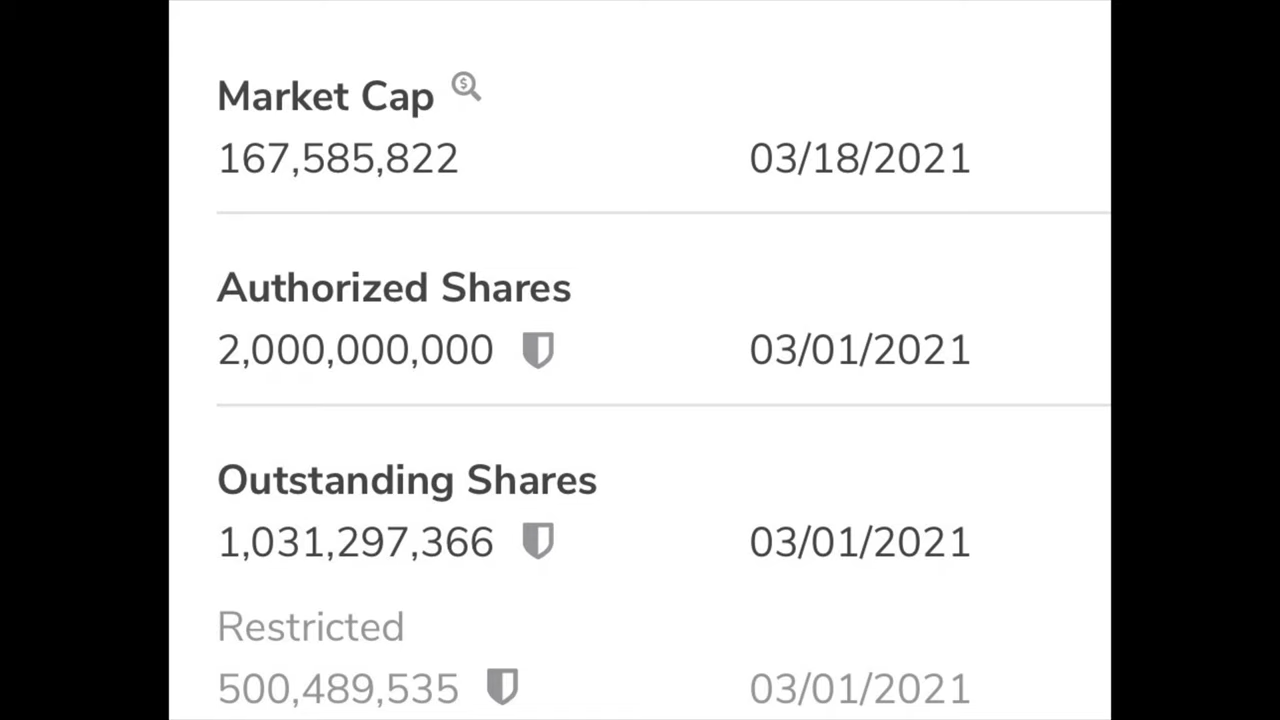 Market Cap
167,585,822 03/18/2021
Authorized Shares
2,000,000,000 03/01/2021
Outstanding Shares
1,031,297,366 03/01/2021
Restricted
500,489,535 03/01/2021